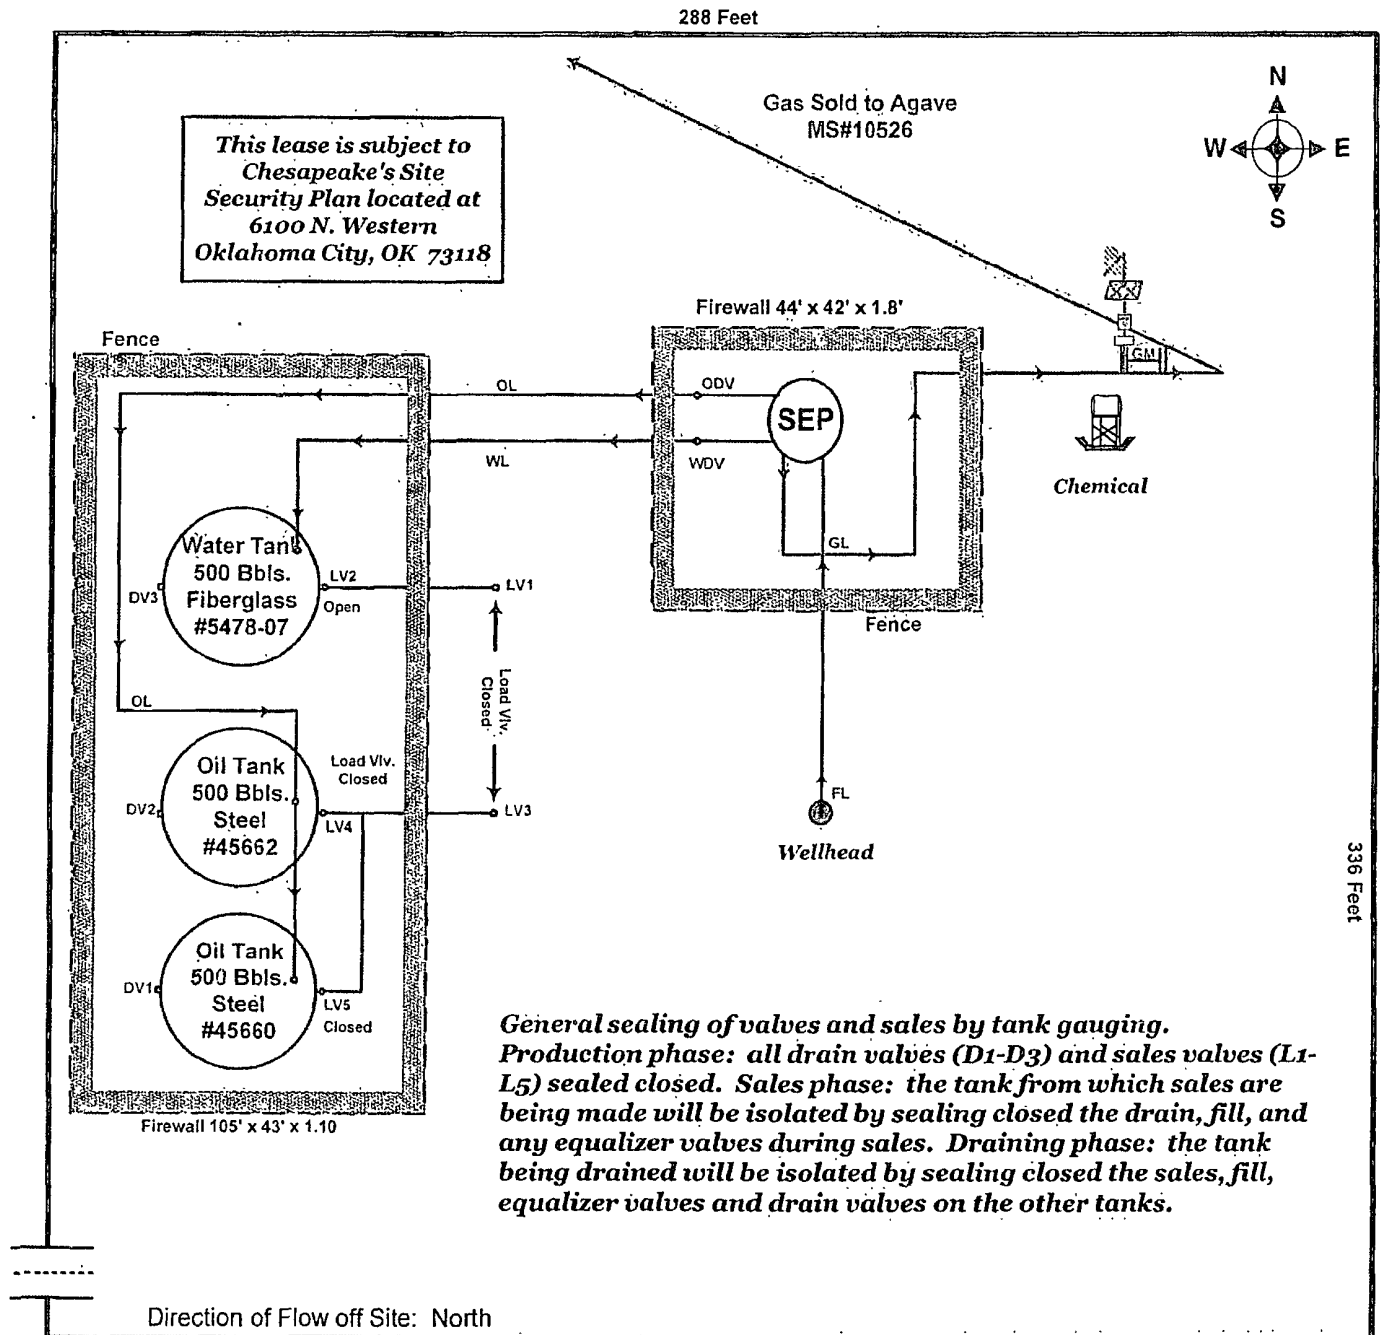 288 Feet
N
W E
S
Gas Sold to Agave
MS#10526
This lease is subject to
Chesapeake's Site
Security Plan located at
6100 N. Western
Oklahoma City, OK 73118
Firewall 44' x 42' x 1.8'
Fence
OL
ODV
SEP
GM
WL
WDV
Chemical
GL
Fence
Water Tank
500 Bbls.
Fiberglass
#5478-07
DV3
LV2
Open
LV1
Load Vlv.
Closed
OL
Oil Tank
500 Bbls.
Steel
#45662
DV2
Load Vlv.
Closed
LV4
LV3
FL
Wellhead
336 Feet
Oil Tank
500 Bbls.
Steel
#45660
DV1
LV5
Closed
General sealing of valves and sales by tank gauging.
Production phase: all drain valves (D1-D3) and sales valves (L1-
L5) sealed closed. Sales phase: the tank from which sales are
being made will be isolated by sealing closed the drain, fill, and
any equalizer valves during sales. Draining phase: the tank
being drained will be isolated by sealing closed the sales, fill,
equalizer valves and drain valves on the other tanks.
Firewall 105' x 43' x 1.10
Direction of Flow off Site: North